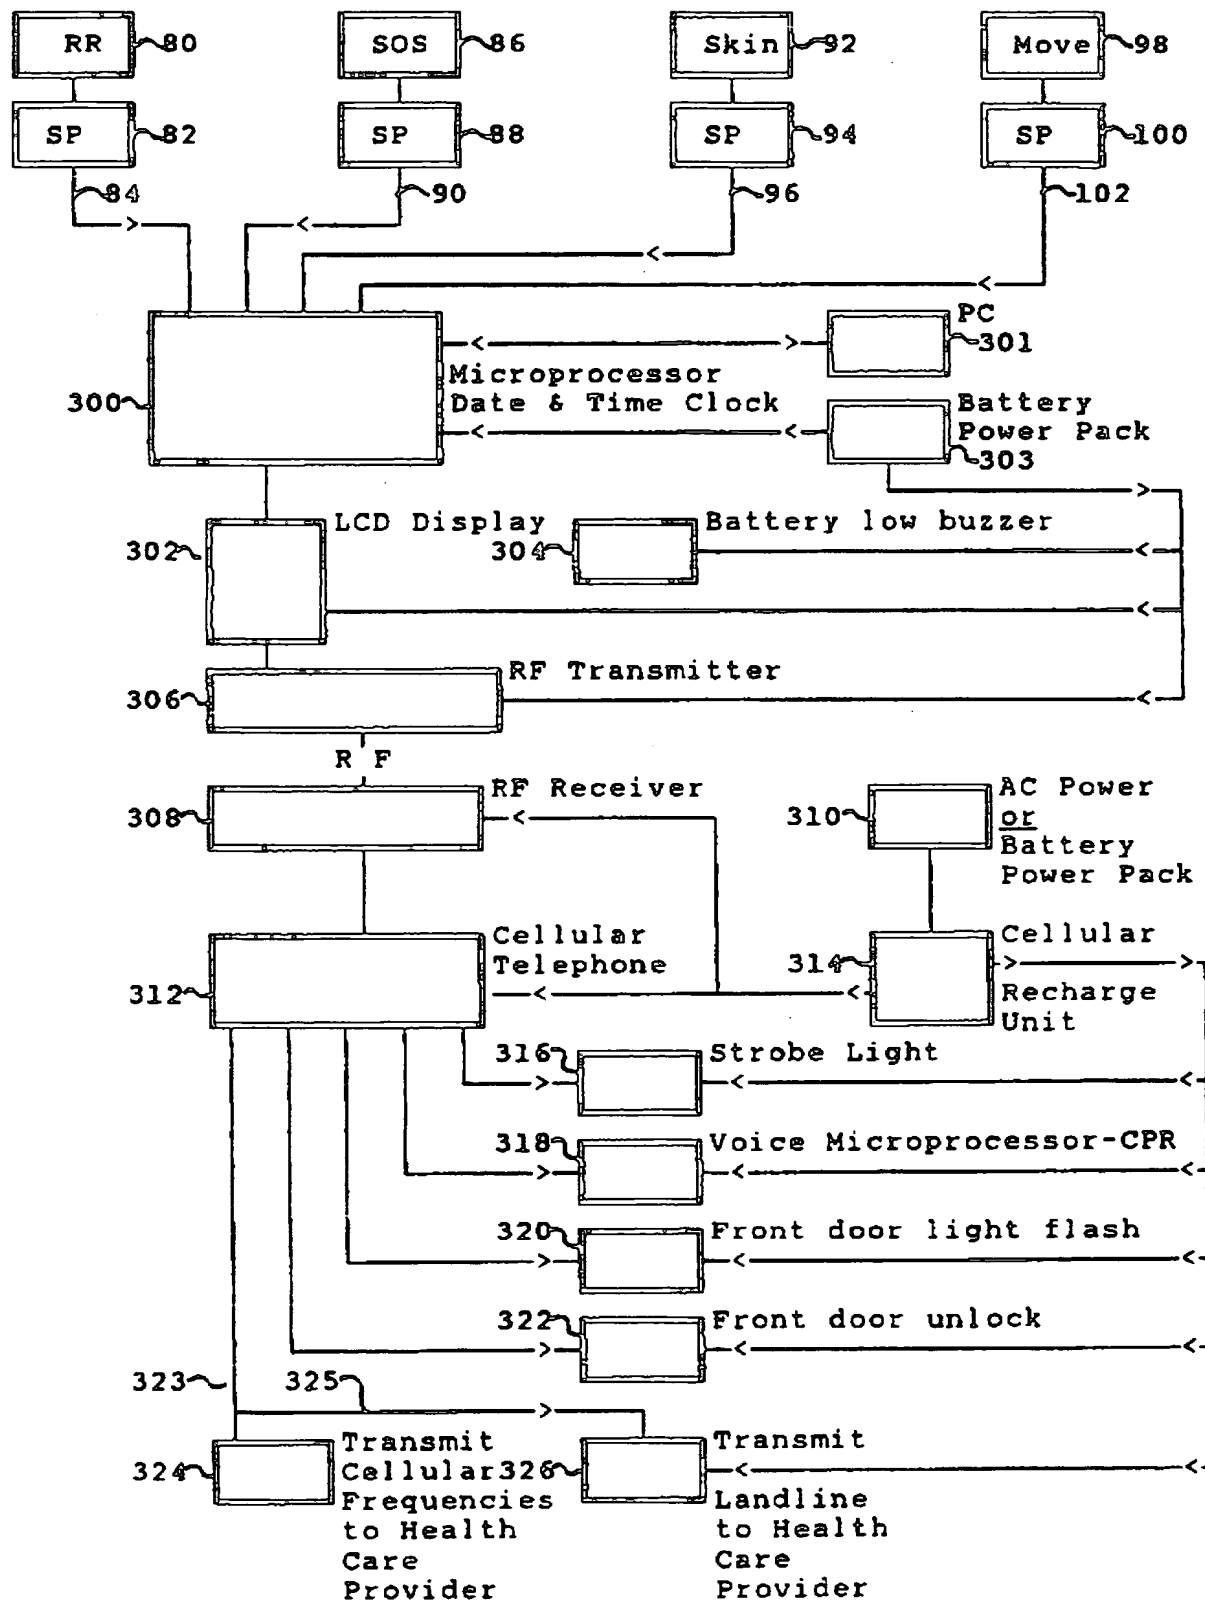 RR 80 SOS 86 Skin 92 Move 98
SP 82 SP 88 SP 94 SP 100
84 90 96 102
PC
301
Microprocessor
300 Date & Time Clock Battery
Power Pack
303
LCD Display Battery low buzzer
302 304
RF Transmitter
306
R F
RF Receiver AC Power
308 310 or
Battery
Power Pack
Cellular Cellular
Telephone 314
312 Recharge
Unit
316 Strobe Light
318 Voice Microprocessor-CPR
320 Front door light flash
322 Front door unlock
323 325
Transmit Transmit
324 Cellular 326
Frequencies Landline
to Health to Health
Care Care
Provider Provider